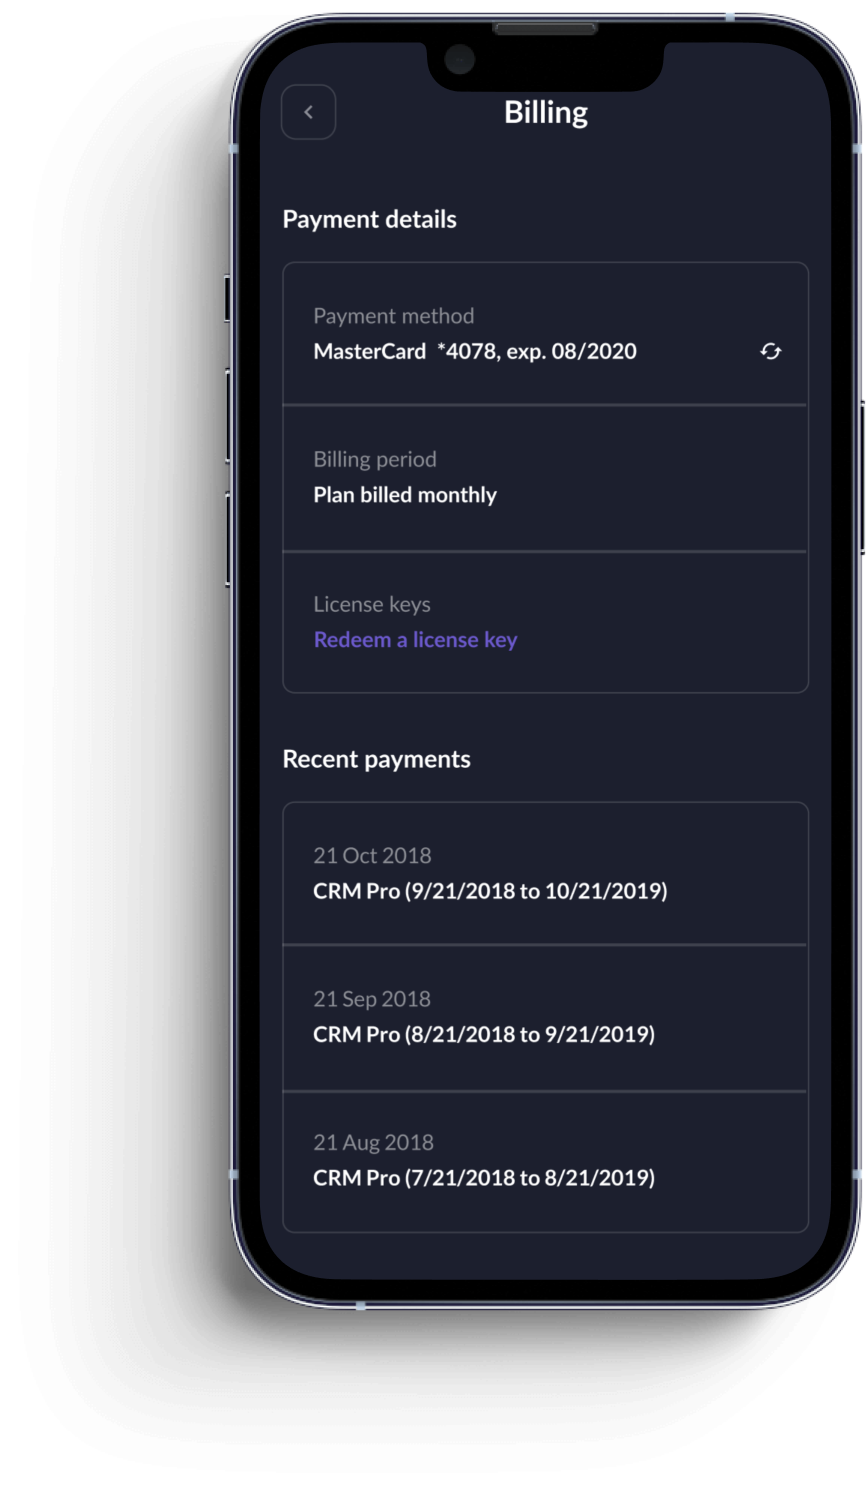 Billing
Payment details
Payment method
MasterCard *4078, exp. 08/2020
Billing period
Plan billed monthly
License keys
Redeem a license key
Recent payments
21 Oct 2018
CRM Pro (9/21/2018 to 10/21/2019)
21 Sep 2018
CRM Pro (8/21/2018 to 9/21/2019)
21 Aug 2018
CRM Pro (7/21/2018 to 8/21/2019)